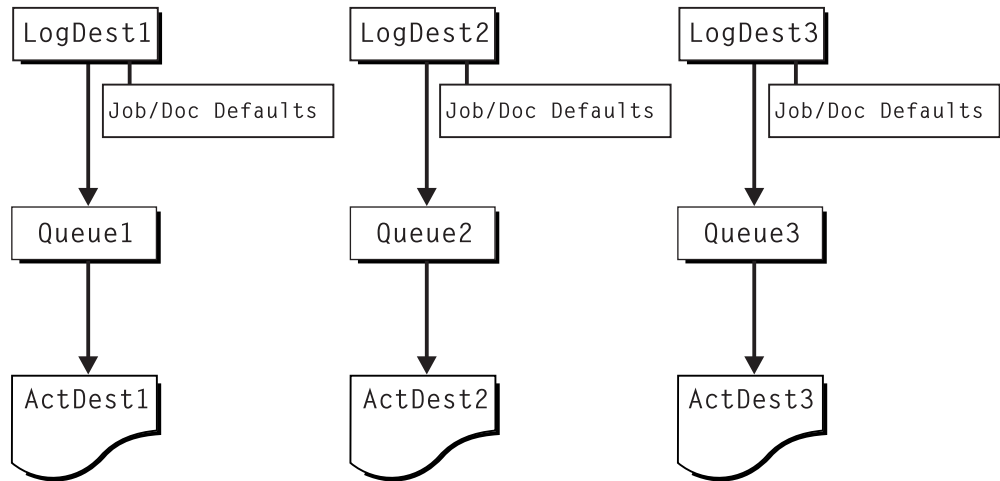 LogDest1
LogDest2
LogDest3
Job/Doc Defaults
Job/Doc Defaults
Job/Doc Defaults
Queue1
Queue2
Queue3
ActDest1
ActDest2
ActDest3